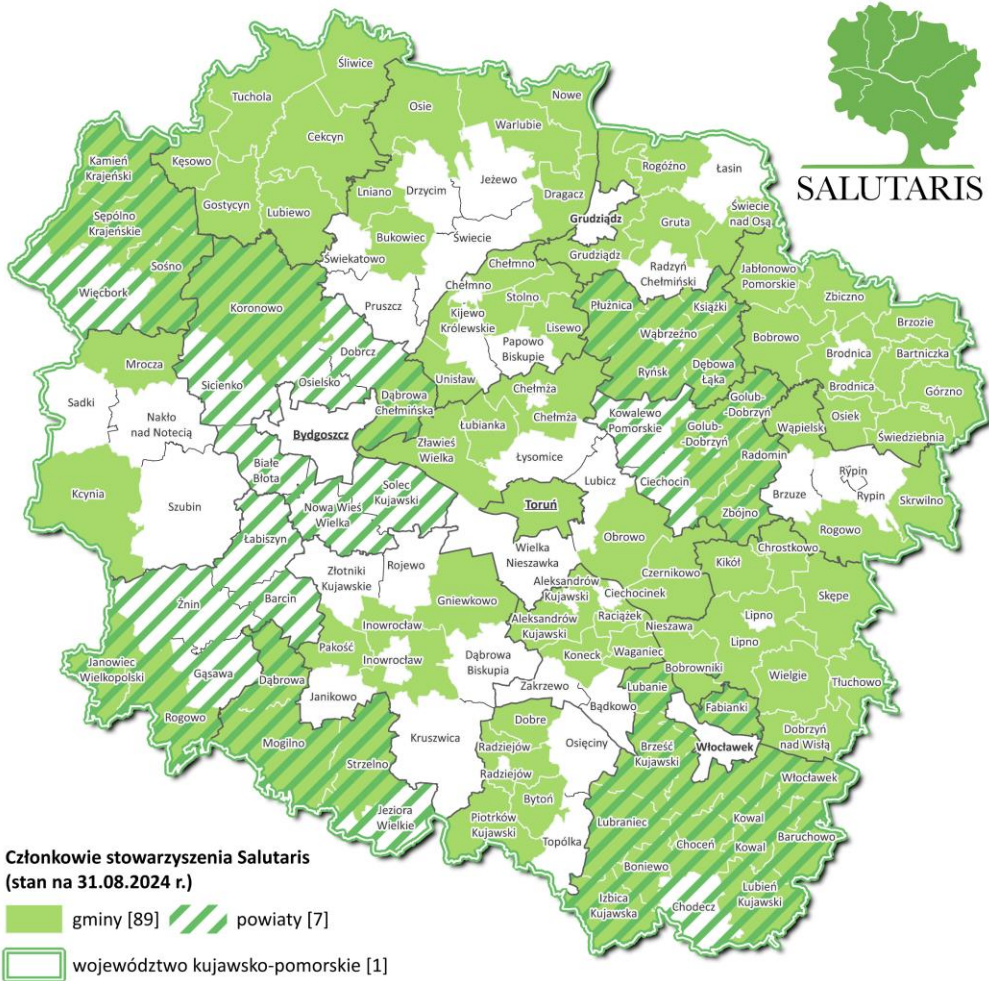 Śliwice
Tuchola
Osie
Nowe
Warlubie
Cekcyn
Kamień
Krajeński
Kęsowo
Rogóźno
Łasin
SALUTARIS
Lniano
Drzycim
Jeżewo
Dragacz
Świecie
nad Osą
Gostycyn
Lubiewo
Grudziądz
Gruta
Sępólno
Krajeńskie
Bukowiec
Świecie
Świekatowo
Grudziądz
Sośno
Chełmno
Radzyń
Chełmiński
Jabłonowo
Pomorskie
Więcbork
Chełmno
Zbiczno
Koronowo
Pruszcz
Stolno
Płużnica
Książki
Kijewo
Królewskie
Lisewo
Wąbrzeźno
Bobrowo
Brzozie
Papowo
Biskupie
Brodnica
Bartniczka
Dobrcz
Mrocza
Sicienko
Osielsko
Unisław
Ryńsk
Dębowa
Łąka
Brodnica
Górzno
Dąbrowa
Chełmińska
Chełmża
Golub-
Dobrzyń
Sadki
Nakło
nad Notecią
Chełmża
Kowalewo
Pomorskie
Osiek
Łubianka
Golub-
Dobrzyń
Wąpielsk
Świedziebnia
Bydgoszcz
Zławieś
Wielka
Łysomice
Radomin
Białe
Błota
Rypin
Ciechocin
Kcynia
Solec
Kujawski
Lubicz
Brzuze
Rypin
Skrwilno
Szubin
Nowa Wieś
Wielka
Toruń
Zbójno
Rogowo
Łabiszyn
Obrowo
Wielka
Nieszawka
Chrostkowo
Złotniki
Kujawskie
Rojewo
Kikół
Czernikowo
Aleksandrów
Kujawski
Ciechocinek
Żnin
Barcin
Gniewkowo
Skępe
Inowrocław
Aleksandrów
Kujawski
Raciążek
Lipno
Nieszawa
Pakość
Lipno
Janowiec
Wielkopolski
Inowrocław
Dąbrowa
Biskupia
Koneck
Waganiec
Gąsawa
Dąbrowa
Bobrowniki
Wielgie
Tłuchowo
Janikowo
Zakrzewo
Lubanie
Bądkowo
Fabianki
Rogowo
Dobre
Dobrzyń
nad Wisłą
Mogilno
Kruszwica
Radziejów
Osięciny
Brześć
Kujawski
Włocławek
Strzelno
Radziejów
Włocławek
Bytoń
Jeziora
Wielkie
Piotrków
Kujawski
Lubraniec
Kowal
Baruchowo
Choceń
Kowal
Topólka
Członkowie stowarzyszenia Salutaris
(stan na 31.08.2024 r.)
Boniewo
Izbica
Kujawska
Chodecz
Lubień
Kujawski
gminy [89]
powiaty [7]
województwo kujawsko-pomorskie [1]